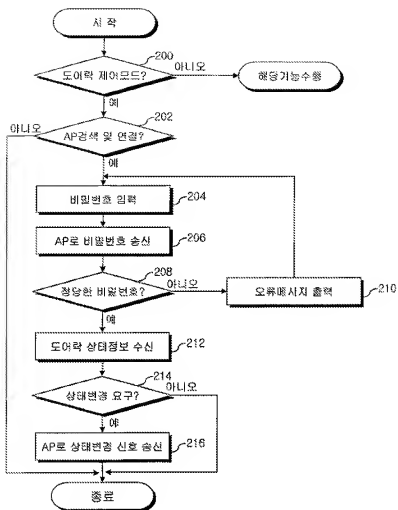 시 작
200
도어락 제어모드?
아니오
해당기능수행
예
202
아니오
AP검색 및 연결?
예
비밀번호 입력
204
AP로 비밀번호 송신
206
208
정당한 비밀번호?
아니오
오류메시지 출력
210
예
도어락 상태정보 수신
212
214
상태변경 요구?
아니오
예
AP로 상태변경 신호 송신
216
종료